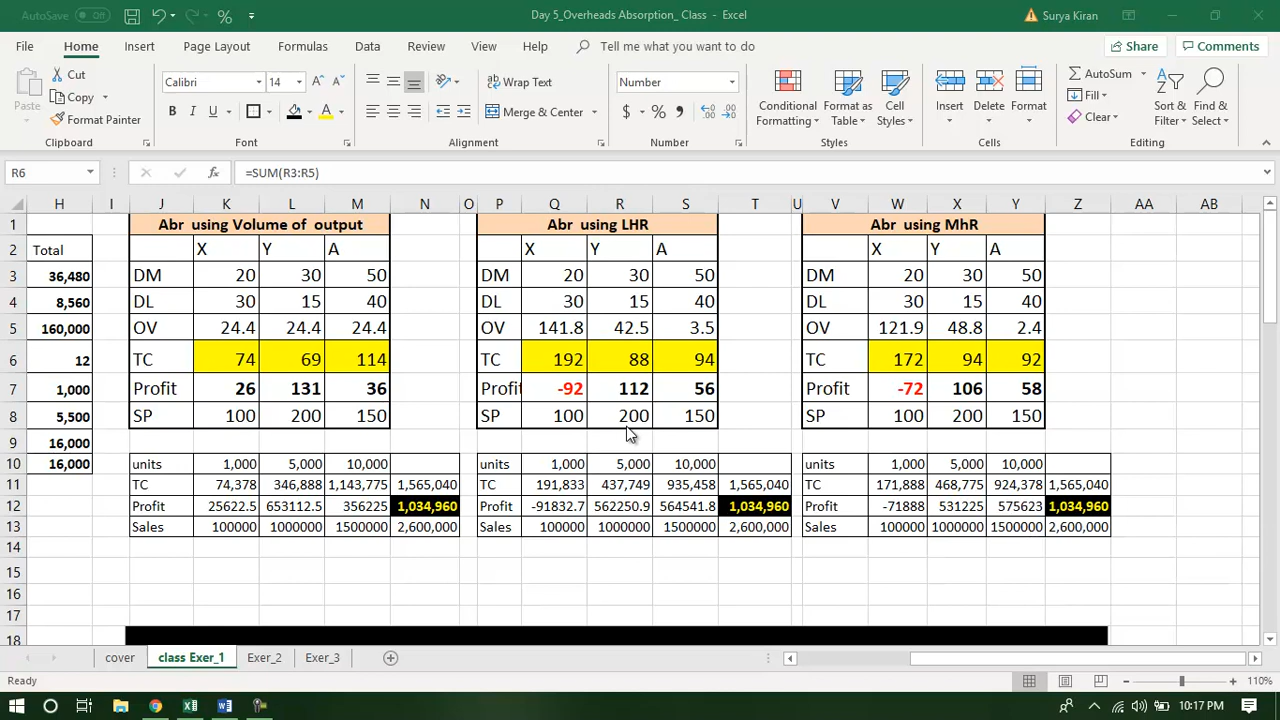 AutoSave Off Day 5_Overheads Absorption_ Class - Excel Surya Kiran
File Home Insert Page Layout Formulas Data Review View Help Tell me what you want to do Share Comments
Paste Cut Copy Format Painter Clipboard
Calibri 14 A A B I U A Font
ab Wrap Text Merge & Center Alignment
Number $ % , Number
Conditional Formatting Format as Table Cell Styles Styles
Insert Delete Format Cells
AutoSum Fill Clear Sort & Filter Find & Select Editing
R6 fx =SUM(R3:R5)
H I J K L M N O P Q R S T U V W X Y Z AA AB
1 Abr using Volume of output Abr using LHR Abr using MhR
2 Total X Y A X Y A X Y A
3 36,480 DM 20 30 50 DM 20 30 50 DM 20 30 50
4 8,560 DL 30 15 40 DL 30 15 40 DL 30 15 40
5 160,000 OV 24.4 24.4 24.4 OV 141.8 42.5 3.5 OV 121.9 48.8 2.4
6 12 TC 74 69 114 TC 192 88 94 TC 172 94 92
7 1,000 Profit 26 131 36 Profit -92 112 56 Profit -72 106 58
8 5,500 SP 100 200 150 SP 100 200 150 SP 100 200 150
9 16,000
10 16,000 units 1,000 5,000 10,000 units 1,000 5,000 10,000 units 1,000 5,000 10,000
11 TC 74,378 346,888 1,143,775 1,565,040 TC 191,833 437,749 935,458 1,565,040 TC 171,888 468,775 924,378 1,565,040
12 Profit 25622.5 653112.5 356225 1,034,960 Profit -91832.7 562250.9 564541.8 1,034,960 Profit -71888 531225 575623 1,034,960
13 Sales 100000 1000000 1500000 2,600,000 Sales 100000 1000000 1500000 2,600,000 Sales 100000 1000000 1500000 2,600,000
14
15
16
17
18
cover class Exer_1 Exer_2 Exer_3
Ready 110%
10:17 PM